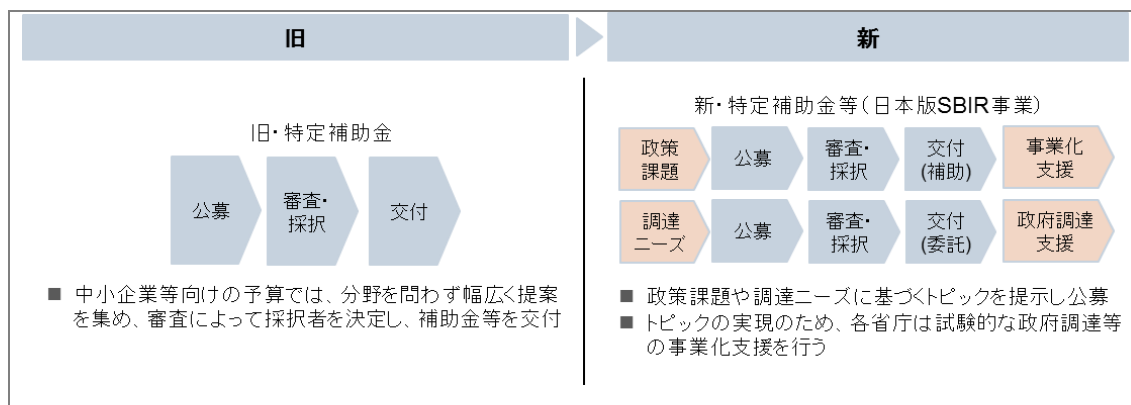 旧
新
旧・特定補助金
公募
審査・
採択
交付
■ 中小企業等向けの予算では、分野を問わず幅広く提案
を集め、審査によって採択者を決定し、補助金等を交付
新・特定補助金等(日本版SBIR事業)
政策
課題
公募
審査・
採択
交付
(補助)
事業化
支援
調達
ニーズ
公募
審査・
採択
交付
(委託)
政府調達
支援
■ 政策課題や調達ニーズに基づくトピックを提示し公募
■ トピックの実現のため、各省庁は試験的な政府調達等
の事業化支援を行う